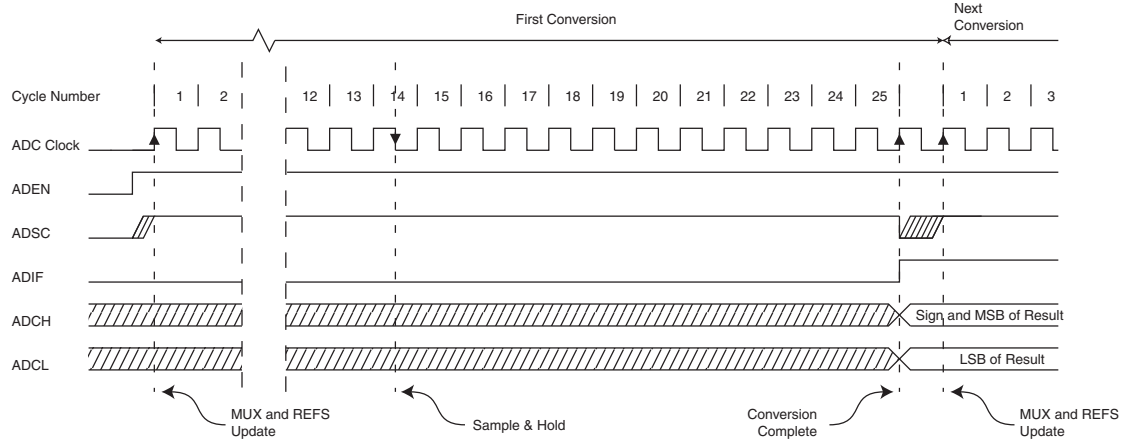 First Conversion
Next
Conversion
Cycle Number 1 2 12 13 14 15 16 17 18 19 20 21 22 23 24 25 1 2 3
ADC Clock
ADEN
ADSC
ADIF
ADCH
Sign and MSB of Result
ADCL
LSB of Result
MUX and REFS
Update
Sample & Hold
Conversion
Complete
MUX and REFS
Update